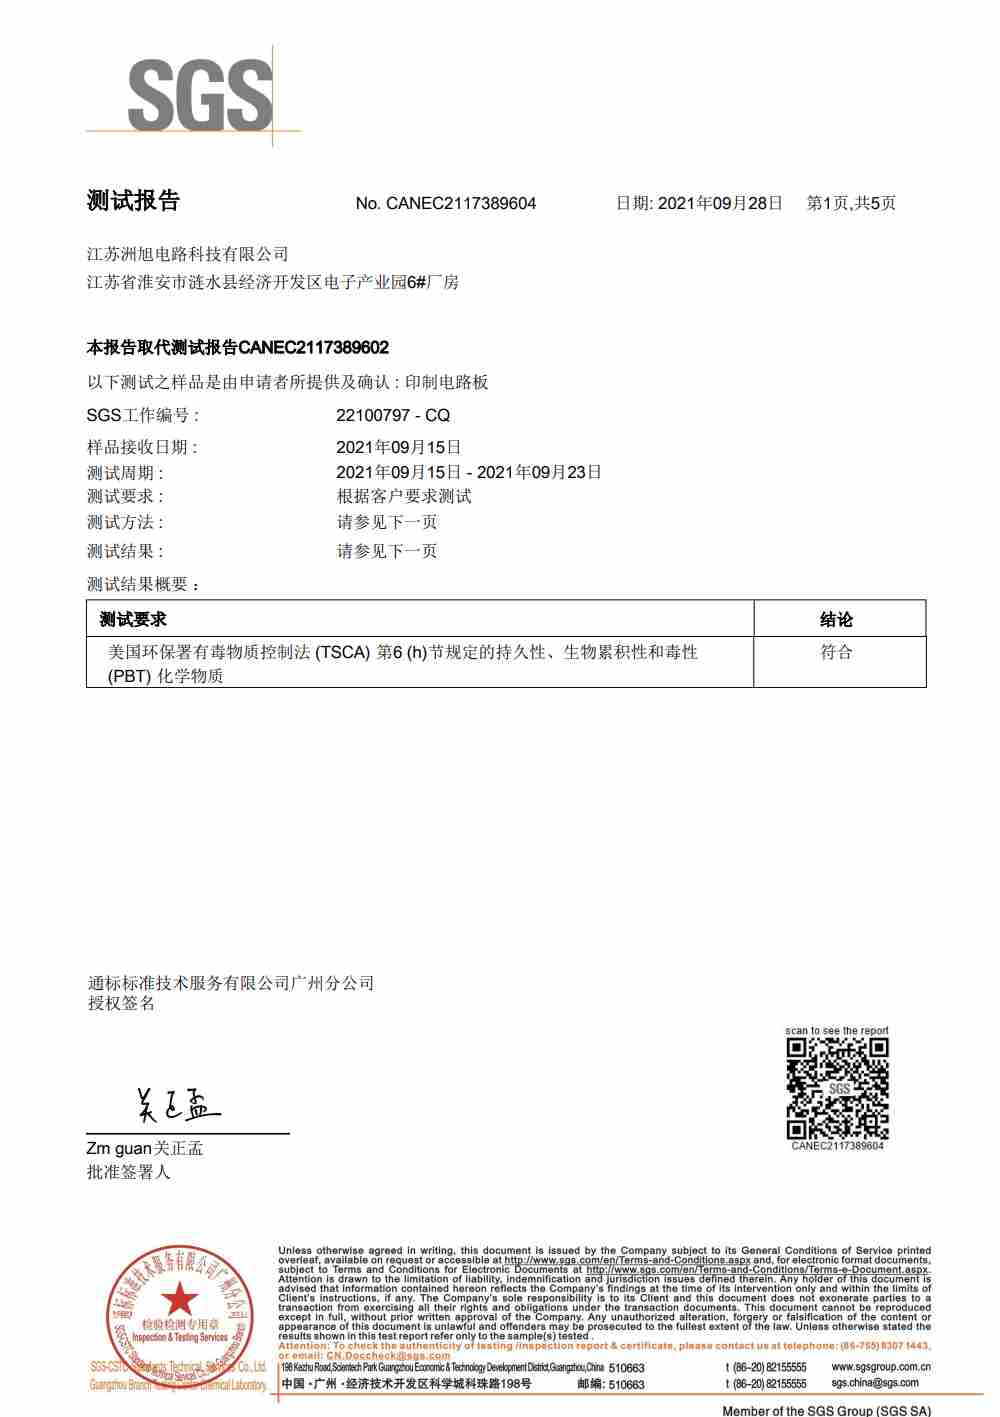 SGS
测试报告 No. CANEC2117389604 日期: 2021年09月28日 第1页,共5页
江苏洲旭电路科技有限公司
江苏省淮安市涟水县经济开发区电子产业园6#厂房
本报告取代测试报告CANEC2117389602
以下测试之样品是由申请者所提供及确认 : 印制电路板
SGS工作编号 : 22100797 - CQ
样品接收日期 : 2021年09月15日
测试周期 : 2021年09月15日 - 2021年09月23日
测试要求 : 根据客户要求测试
测试方法 : 请参见下一页
测试结果 : 请参见下一页
测试结果概要 ：
测试要求 结论
美国环保署有毒物质控制法 (TSCA) 第6 (h)节规定的持久性、生物累积性和毒性 符合
(PBT) 化学物质
通标标准技术服务有限公司广州分公司
授权签名
scan to see the report
SGS
CANEC2117389604
关正孟
Zm guan关正孟
批准签署人
通标标准技术服务有限公司广州分公司
检验检测专用章
Inspection & Testing Services
Unless otherwise agreed in writing, this document is issued by the Company subject to its General Conditions of Service printed
overleaf, available on request or accessible at http://www.sgs.com/en/Terms-and-Conditions.aspx and, for electronic format documents,
subject to Terms and Conditions for Electronic Documents at http://www.sgs.com/en/Terms-and-Conditions/Terms-e-Document.aspx.
Attention is drawn to the limitation of liability, indemnification and jurisdiction issues defined therein. Any holder of this document is
advised that information contained hereon reflects the Company's findings at the time of its intervention only and within the limits of
Client's instructions, if any. The Company's sole responsibility is to its Client and this document does not exonerate parties to a
transaction from exercising all their rights and obligations under the transaction documents. This document cannot be reproduced
except in full, without prior written approval of the Company. Any unauthorized alteration, forgery or falsification of the content or
appearance of this document is unlawful and offenders may be prosecuted to the fullest extent of the law. Unless otherwise stated the
results shown in this test report refer only to the sample(s) tested .
Attention: To check the authenticity of testing /inspection report & certificate, please contact us at telephone: (86-755) 8307 1443,
or email: CN.Doccheck@sgs.com
SGS-CSTC Standards Technical Services Co., Ltd.
Guangzhou Branch Testing Center Chemical Laboratory.
198 Kezhu Road,Scientech Park Guangzhou Economic & Technology Development District,Guangzhou,China 510663 t (86-20) 82155555 www.sgsgroup.com.cn
中国 ·广州 ·经济技术开发区科学城科珠路198号 邮编: 510663 t (86-20) 82155555 sgs.china@sgs.com
Member of the SGS Group (SGS SA)